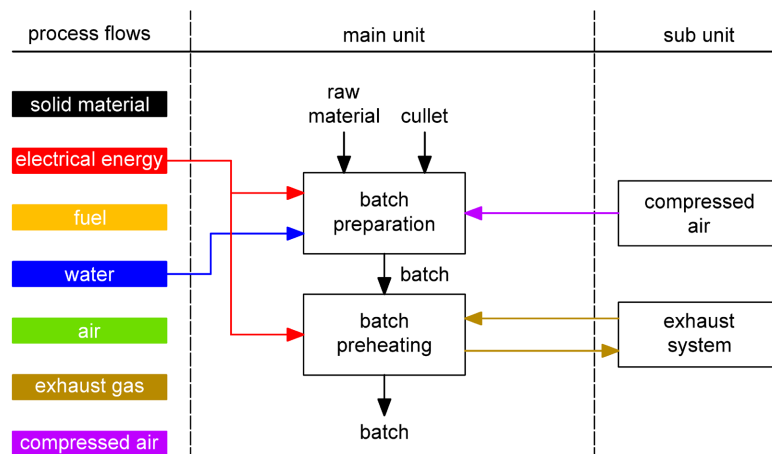 process flows
main unit
sub unit
solid material
raw
material
cullet
electrical energy
batch
preparation
compressed
air
fuel
water
batch
air
batch
preheating
exhaust
system
exhaust gas
batch
compressed air